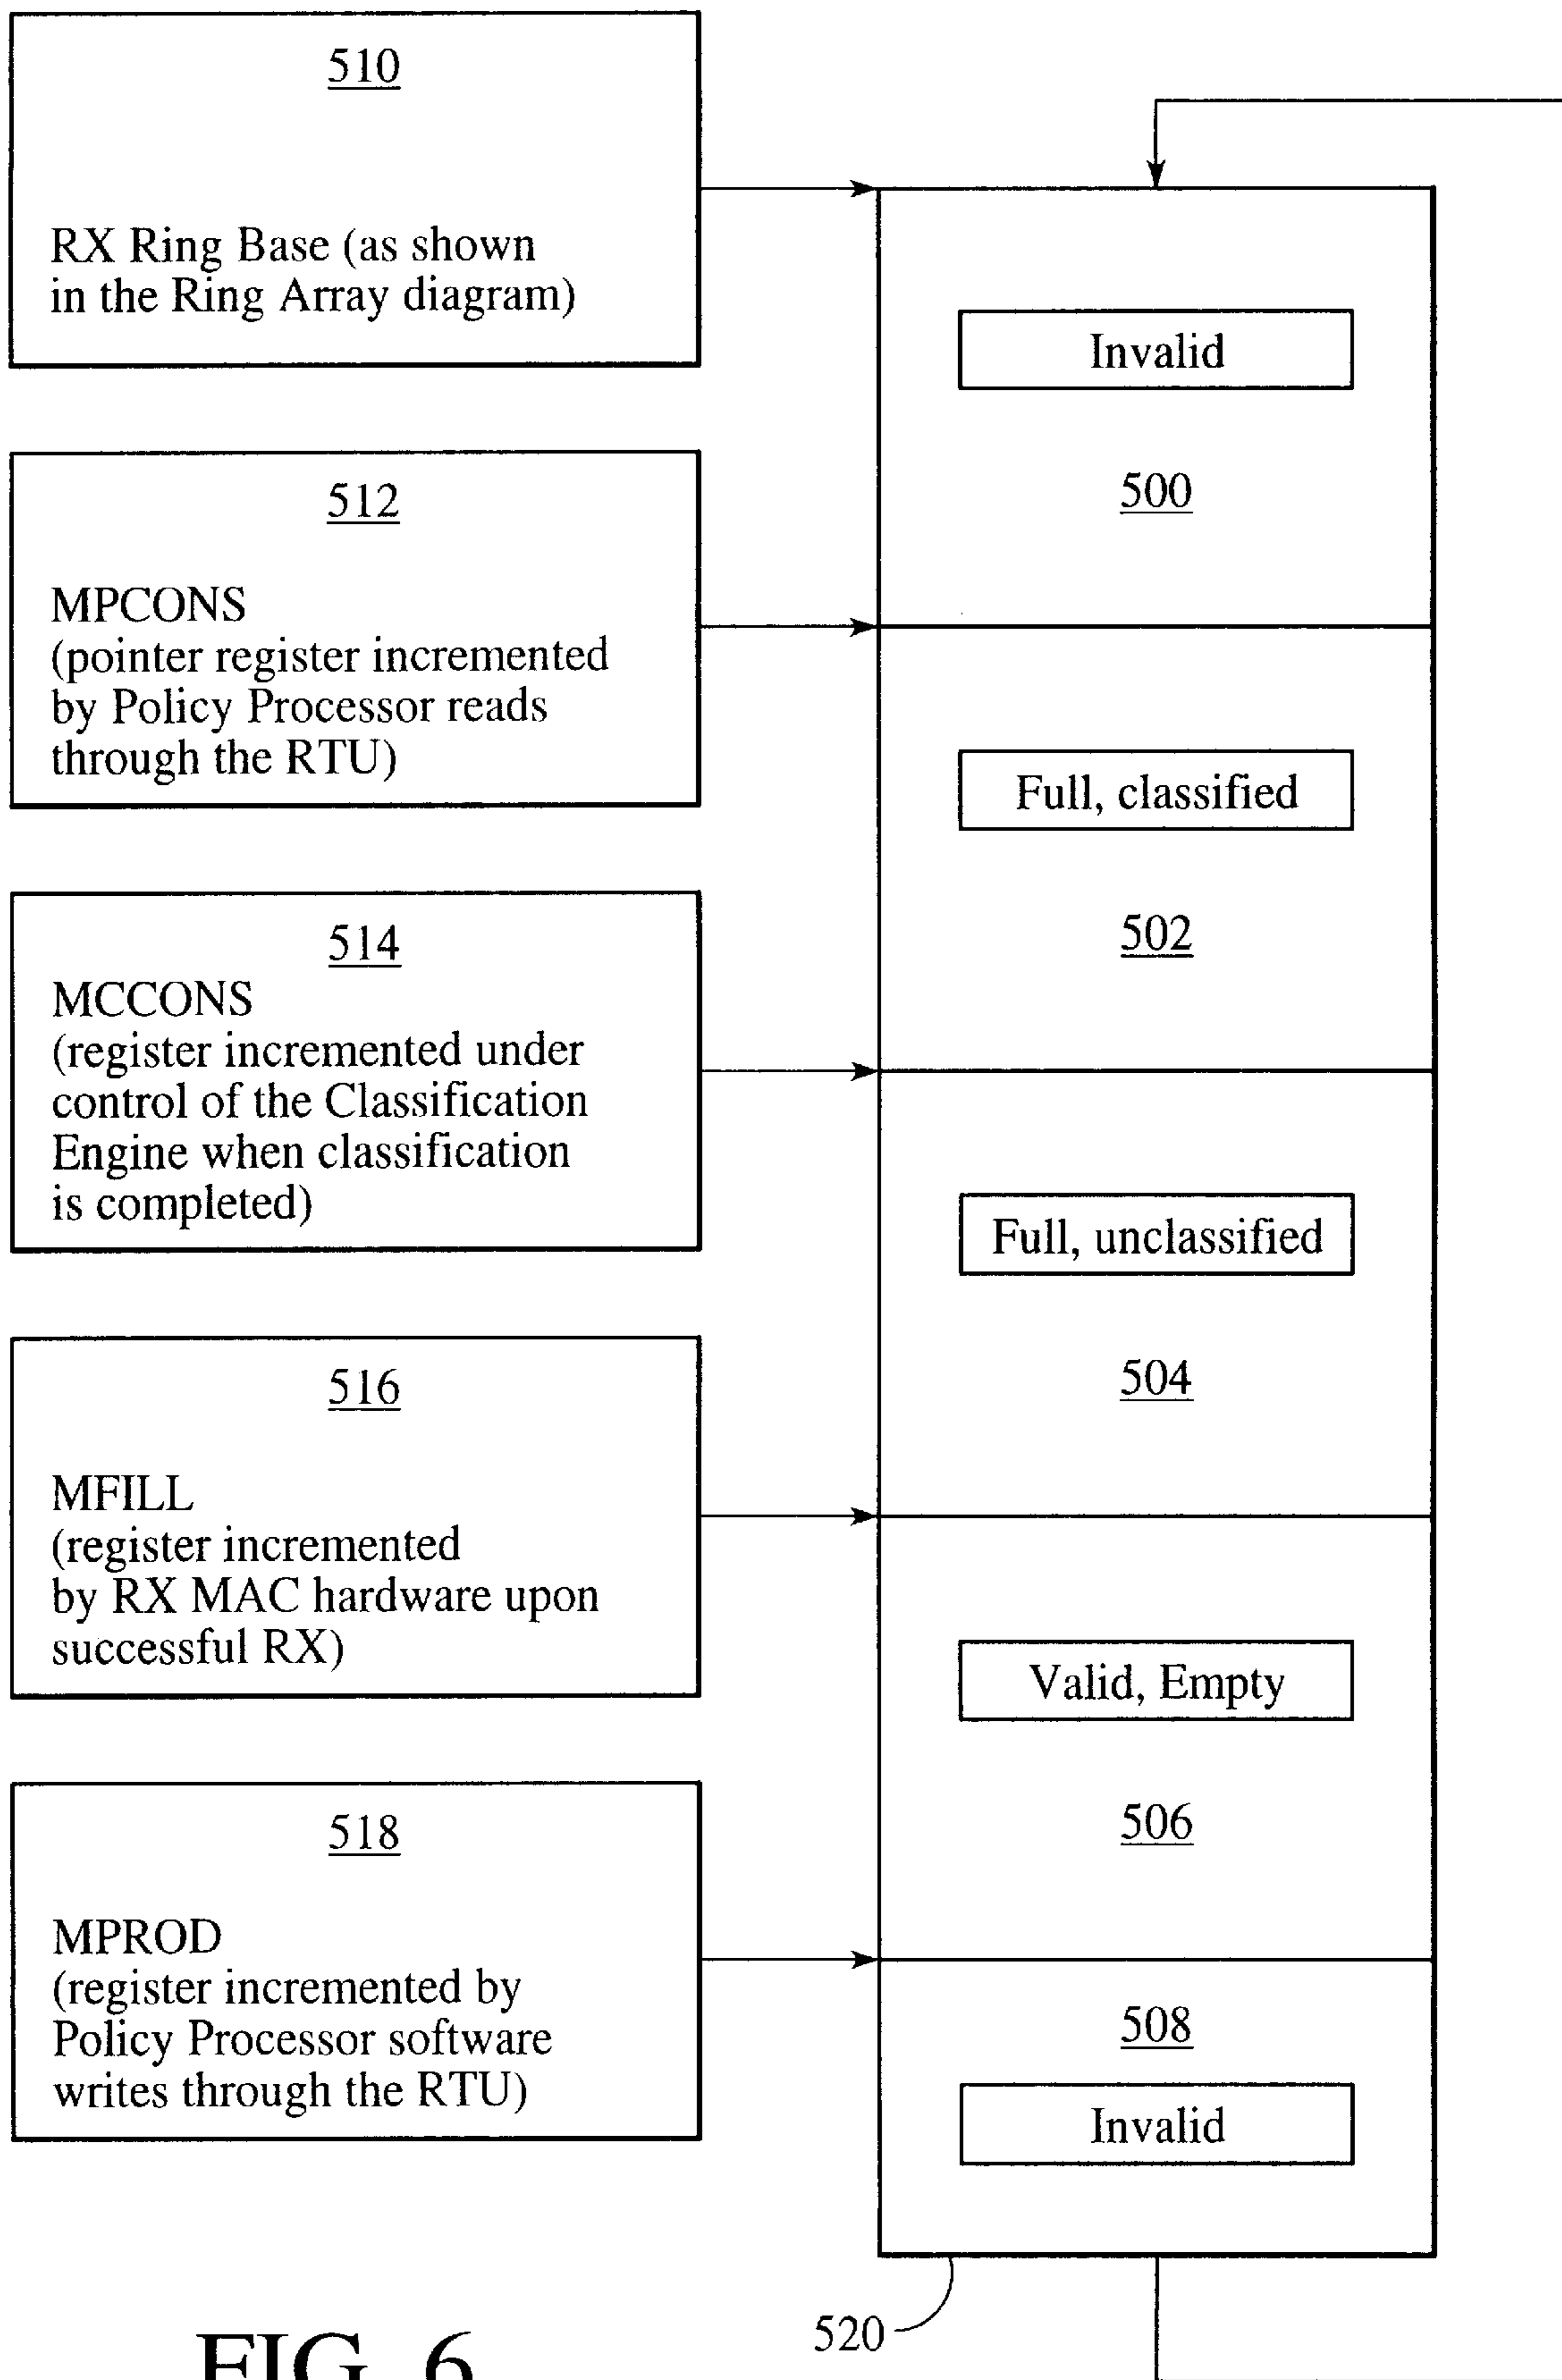 510
RX Ring Base (as shown
in the Ring Array diagram)
Invalid
500
512
MPCONS
(pointer register incremented
by Policy Processor reads
through the RTU)
Full, classified
502
514
MCCONS
(register incremented under
control of the Classification
Engine when classification
is completed)
Full, unclassified
504
516
MFILL
(register incremented
by RX MAC hardware upon
successful RX)
Valid, Empty
506
518
MPROD
(register incremented by
Policy Processor software
writes through the RTU)
508
Invalid
520
FIG. 6